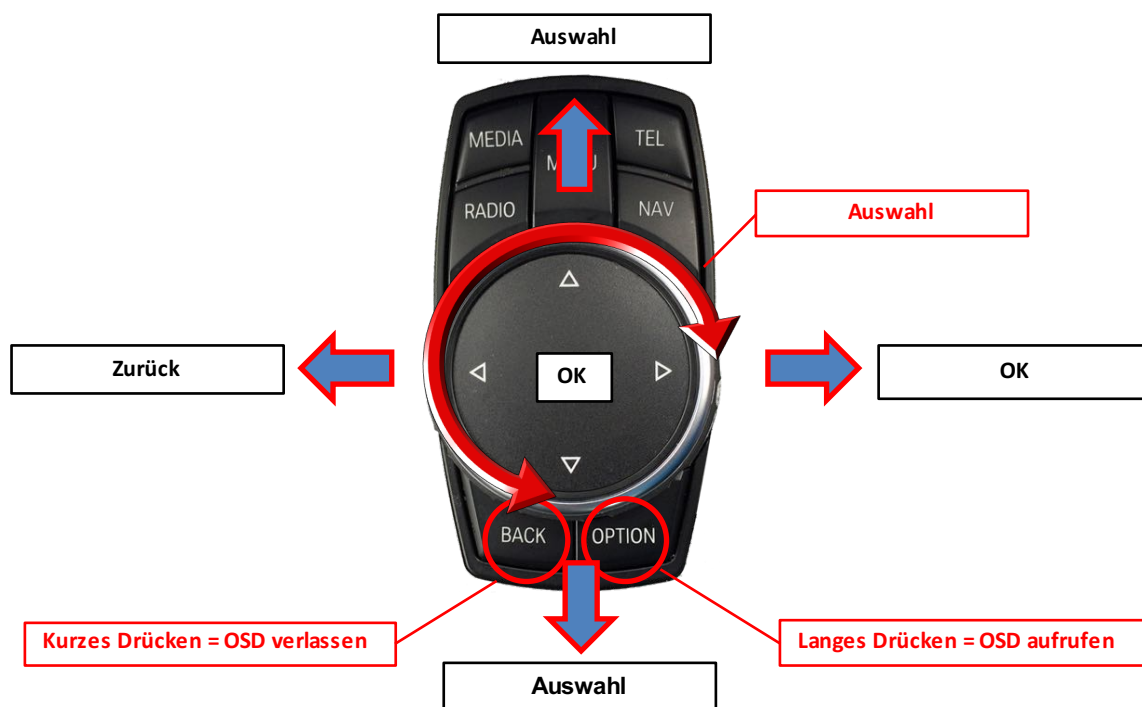 Auswahl
MEDIA
TEL
RADIO
NAV
Auswahl
Zurück
OK
OK
BACK
OPTION
Kurzes Drücken = OSD verlassen
Langes Drücken = OSD aufrufen
Auswahl